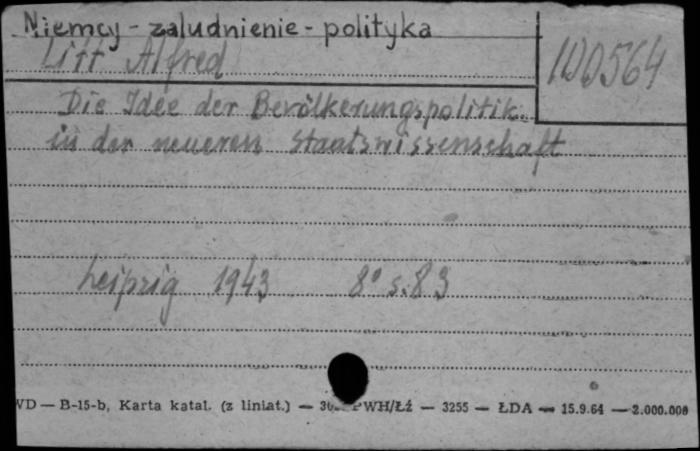 Niemcy - zaludnienie - polityka
Litt Alfred
100564
Die Idee der Bevölkerungspolitik
in der neueren Staatswissenschaft
Leipzig 1943 8° s. 83
WD — B-15-b, Karta katal. (z liniat.) — PWH/Łź — 3255 — ŁDA — 15.9.64 — 2.000.000